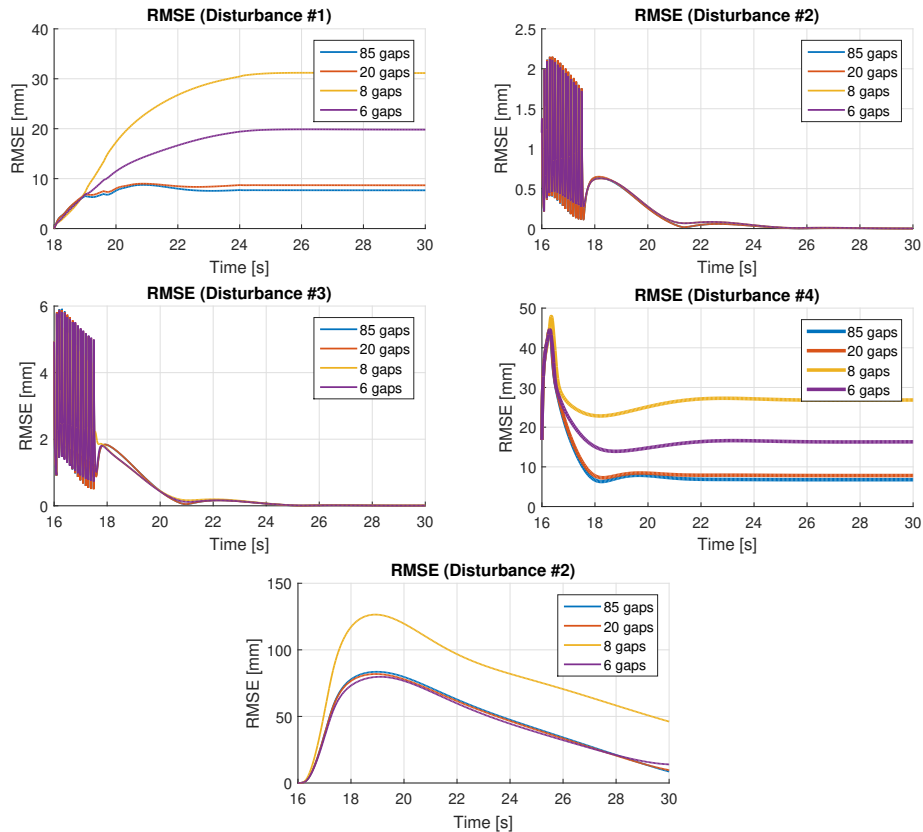 RMSE (Disturbance #1)
40
30
20
10
0
RMSE [mm]
85 gaps
20 gaps
8 gaps
6 gaps
18 20 22 24 26 28 30
Time [s]
RMSE (Disturbance #2)
2.5
2
1.5
1
0.5
0
RMSE [mm]
85 gaps
20 gaps
8 gaps
6 gaps
16 18 20 22 24 26 28 30
Time [s]
RMSE (Disturbance #3)
6
4
2
0
RMSE [mm]
85 gaps
20 gaps
8 gaps
6 gaps
16 18 20 22 24 26 28 30
Time [s]
RMSE (Disturbance #4)
50
40
30
20
10
0
RMSE [mm]
85 gaps
20 gaps
8 gaps
6 gaps
16 18 20 22 24 26 28 30
Time [s]
RMSE (Disturbance #2)
150
100
50
0
RMSE [mm]
85 gaps
20 gaps
8 gaps
6 gaps
16 18 20 22 24 26 28 30
Time [s]